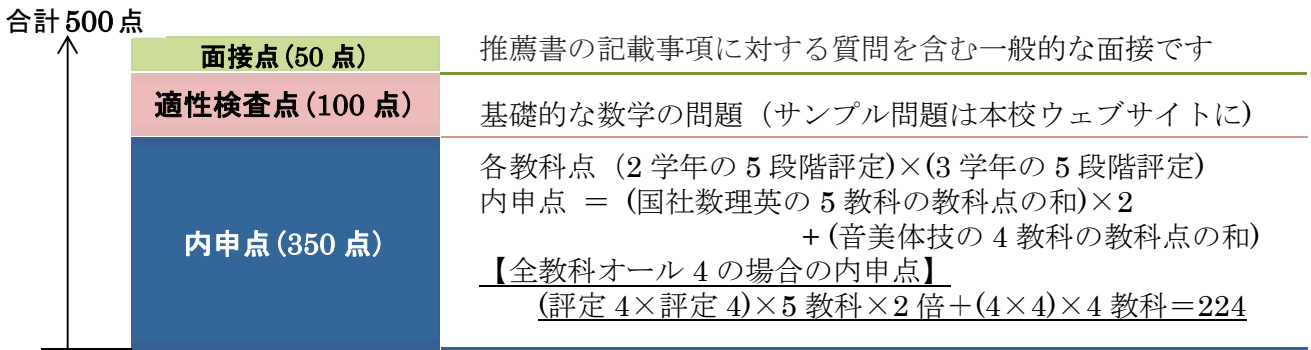 合計500点
面接点(50点)
推薦書の記載事項に対する質問を含む一般的な面接です
適性検査点(100点)
基礎的な数学の問題（サンプル問題は本校ウェブサイトに)
各教科点（2学年の5段階評定)×(3学年の5段階評定)
内申点 ＝ (国社数理英の5教科の教科点の和)×2
+(音美体技の4教科の教科点の和)
内申点(350点)
【全教科オール4の場合の内申点】
(評定4×評定4)×5教科×2倍＋(4×4)×4教科＝224